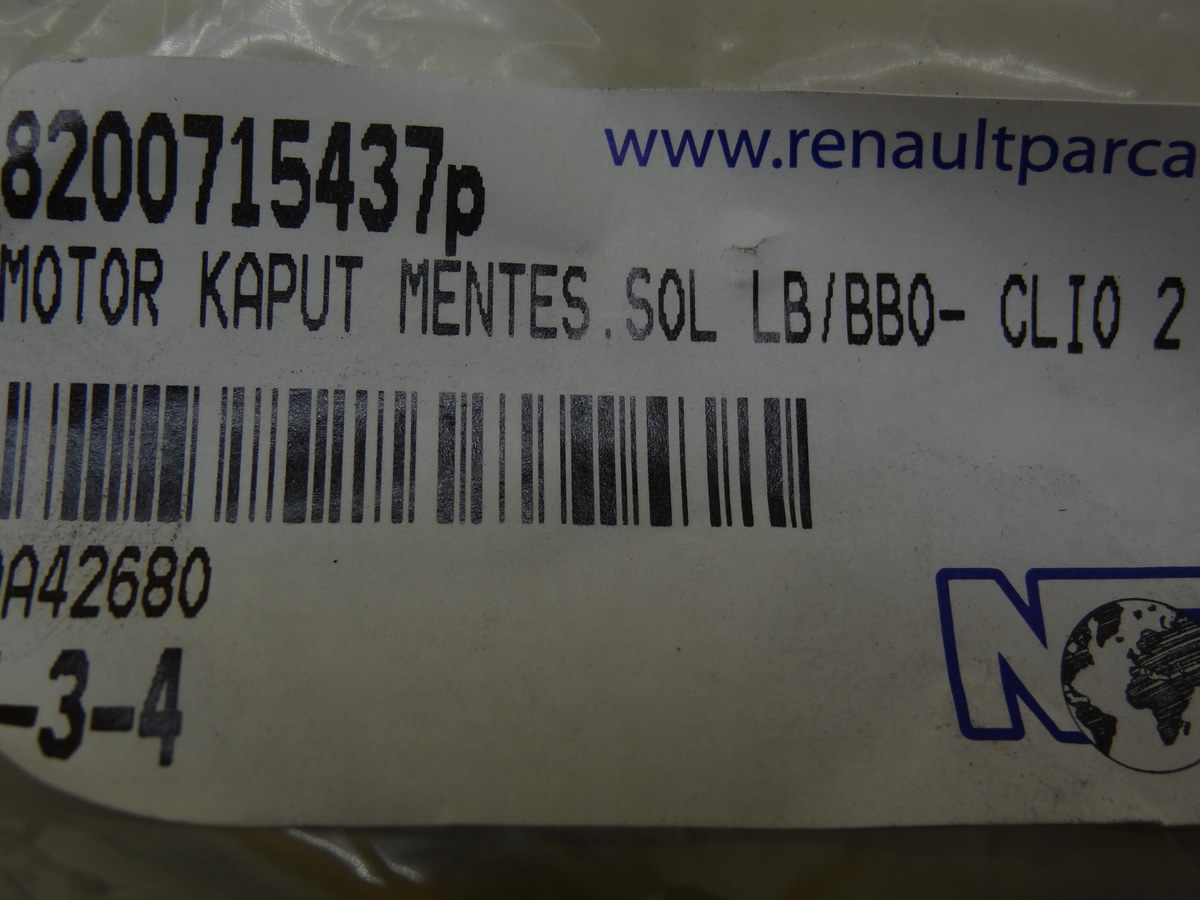 8200715437p
www.renaultparca
MOTOR KAPUT MENTES.SOL LB/BB0- CLIO 2
A42680
-3-4
N